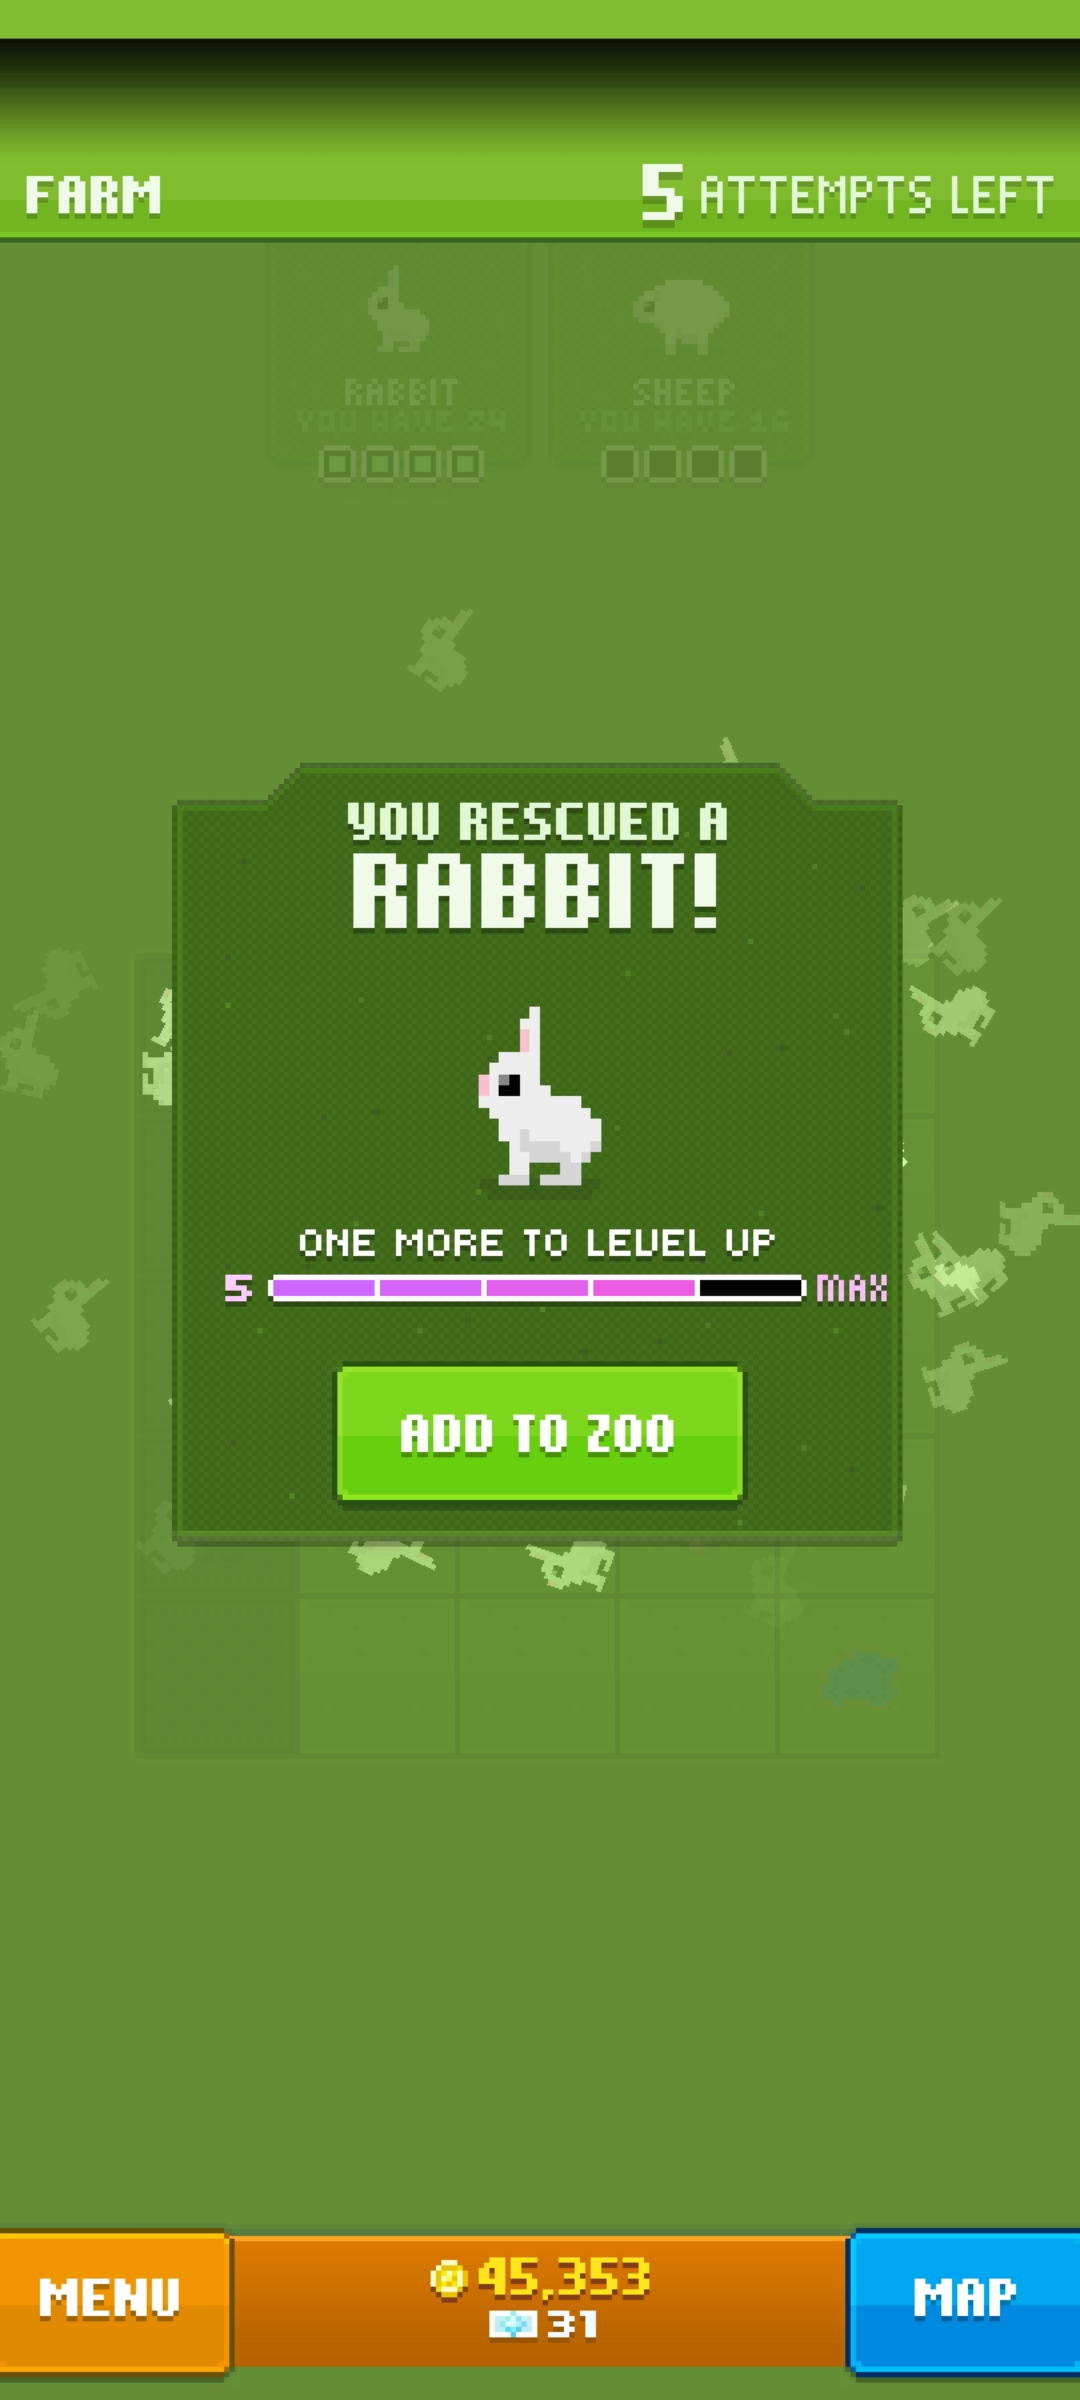 FARM
5 ATTEMPTS LEFT
RABBIT
YOU HAVE 24
SHEEP
YOU HAVE 16
YOU RESCUED A
RABBIT!
ONE MORE TO LEVEL UP
5
MAX
ADD TO ZOO
MENU
45,353
31
MAP